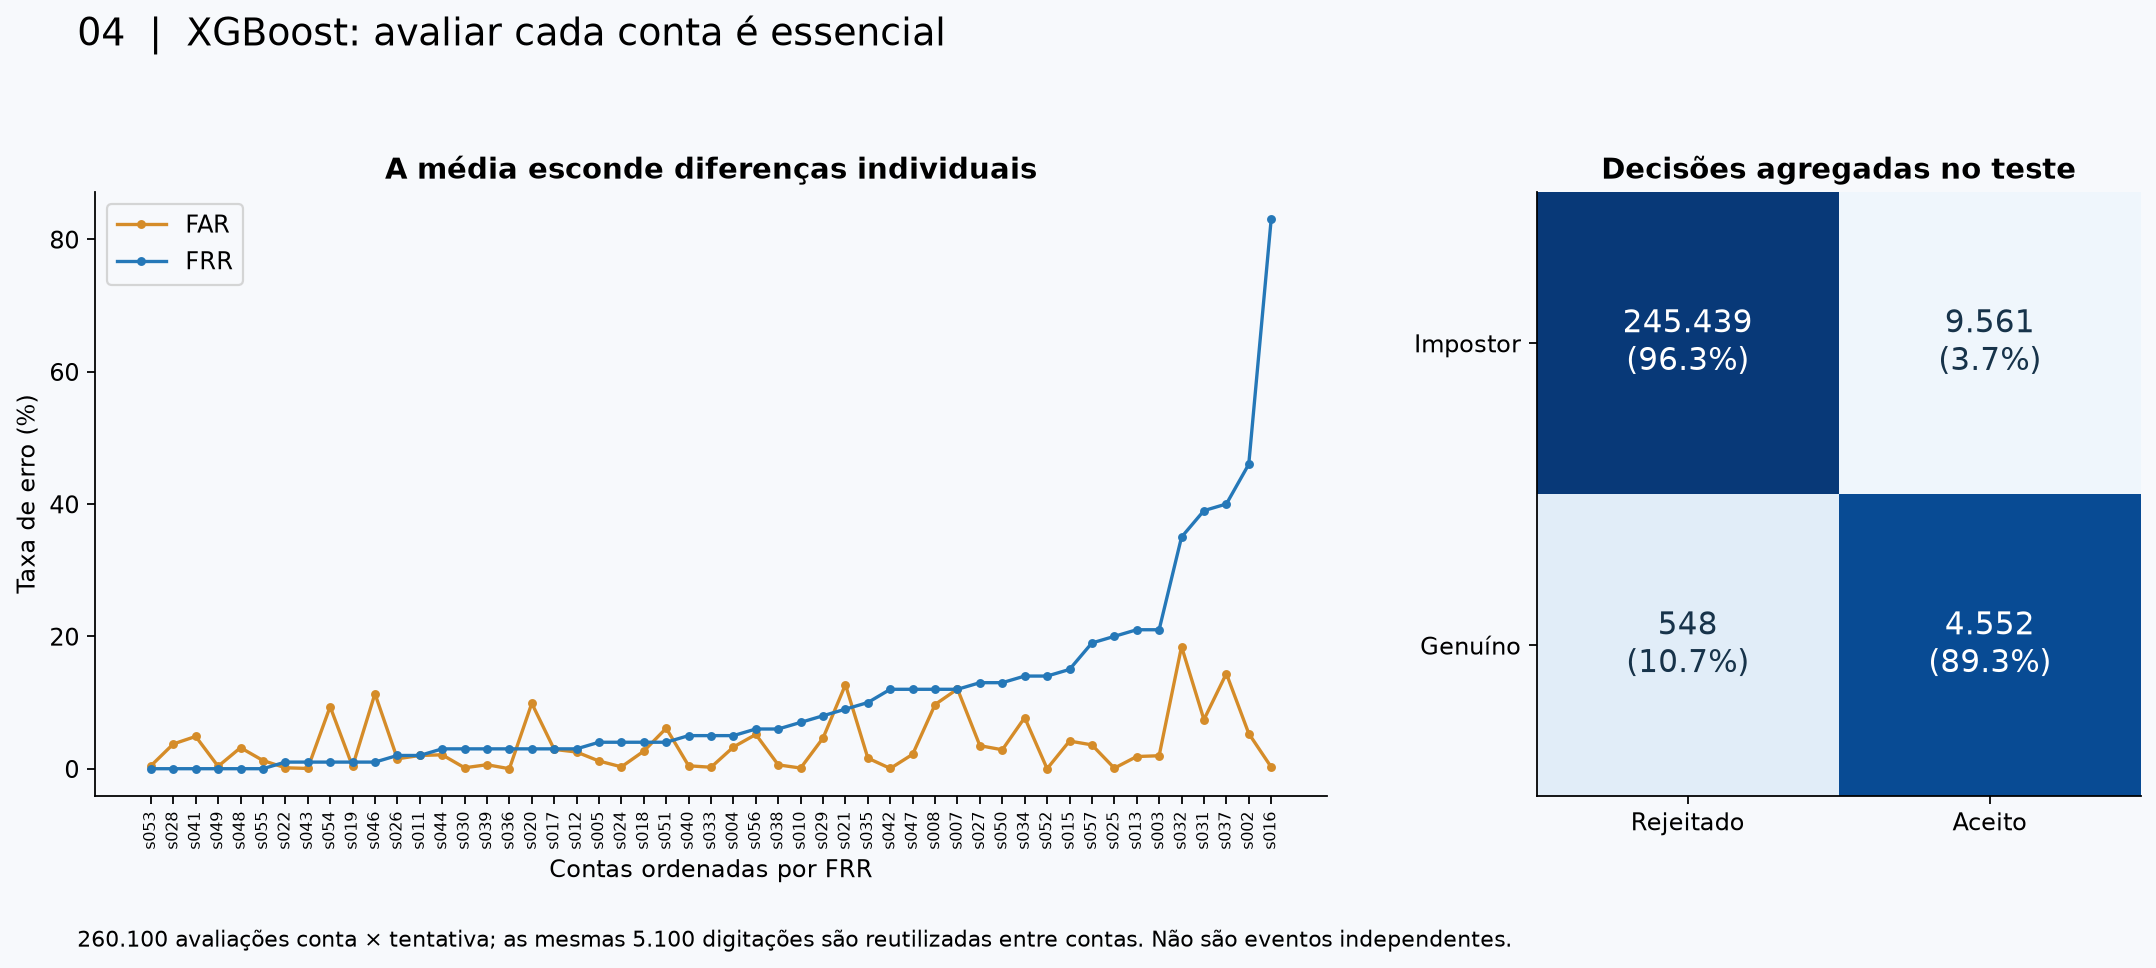 04 | XGBoost: avaliar cada conta é essencial
A média esconde diferenças individuais
FAR
FRR
Taxa de erro (%)
80
60
40
20
0
s053 s028 s041 s049 s048 s055 s022 s043 s054 s019 s046 s026 s011 s044 s030 s039 s036 s020 s017 s012 s005 s024 s018 s051 s040 s033 s004 s056 s038 s010 s029 s021 s035 s042 s047 s008 s007 s027 s050 s034 s052 s015 s057 s025 s013 s003 s032 s031 s037 s002 s016
Contas ordenadas por FRR
Decisões agregadas no teste
Impostor
245.439
(96.3%)
9.561
(3.7%)
Genuíno
548
(10.7%)
4.552
(89.3%)
Rejeitado
Aceito
260.100 avaliações conta × tentativa; as mesmas 5.100 digitações são reutilizadas entre contas. Não são eventos independentes.